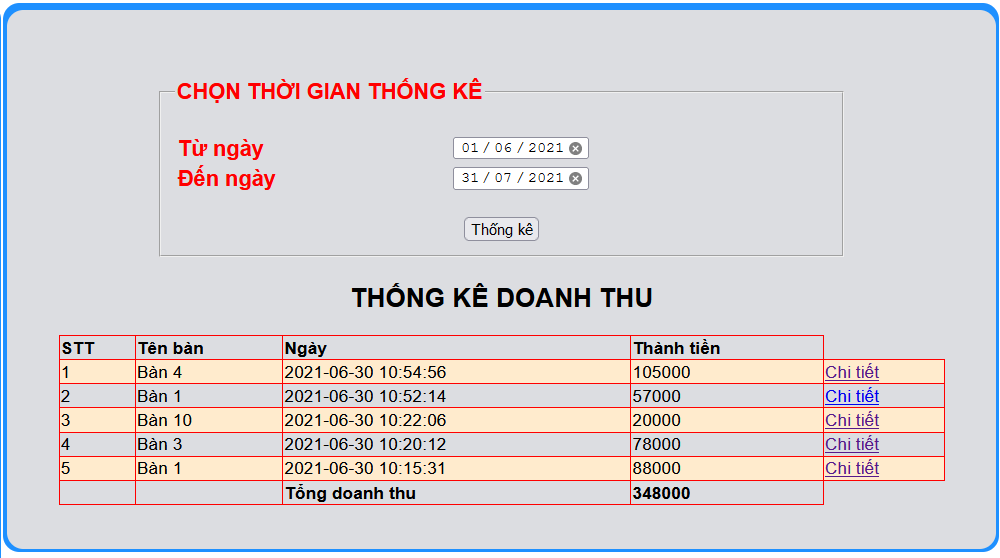 CHỌN THỜI GIAN THỐNG KÊ
Từ ngày 01 / 06 / 2021
Đến ngày 31 / 07 / 2021
Thống kê
THỐNG KÊ DOANH THU
STT Tên bàn Ngày Thành tiền
1 Bàn 4 2021-06-30 10:54:56 105000 Chi tiết
2 Bàn 1 2021-06-30 10:52:14 57000 Chi tiết
3 Bàn 10 2021-06-30 10:22:06 20000 Chi tiết
4 Bàn 3 2021-06-30 10:20:12 78000 Chi tiết
5 Bàn 1 2021-06-30 10:15:31 88000 Chi tiết
Tổng doanh thu 348000